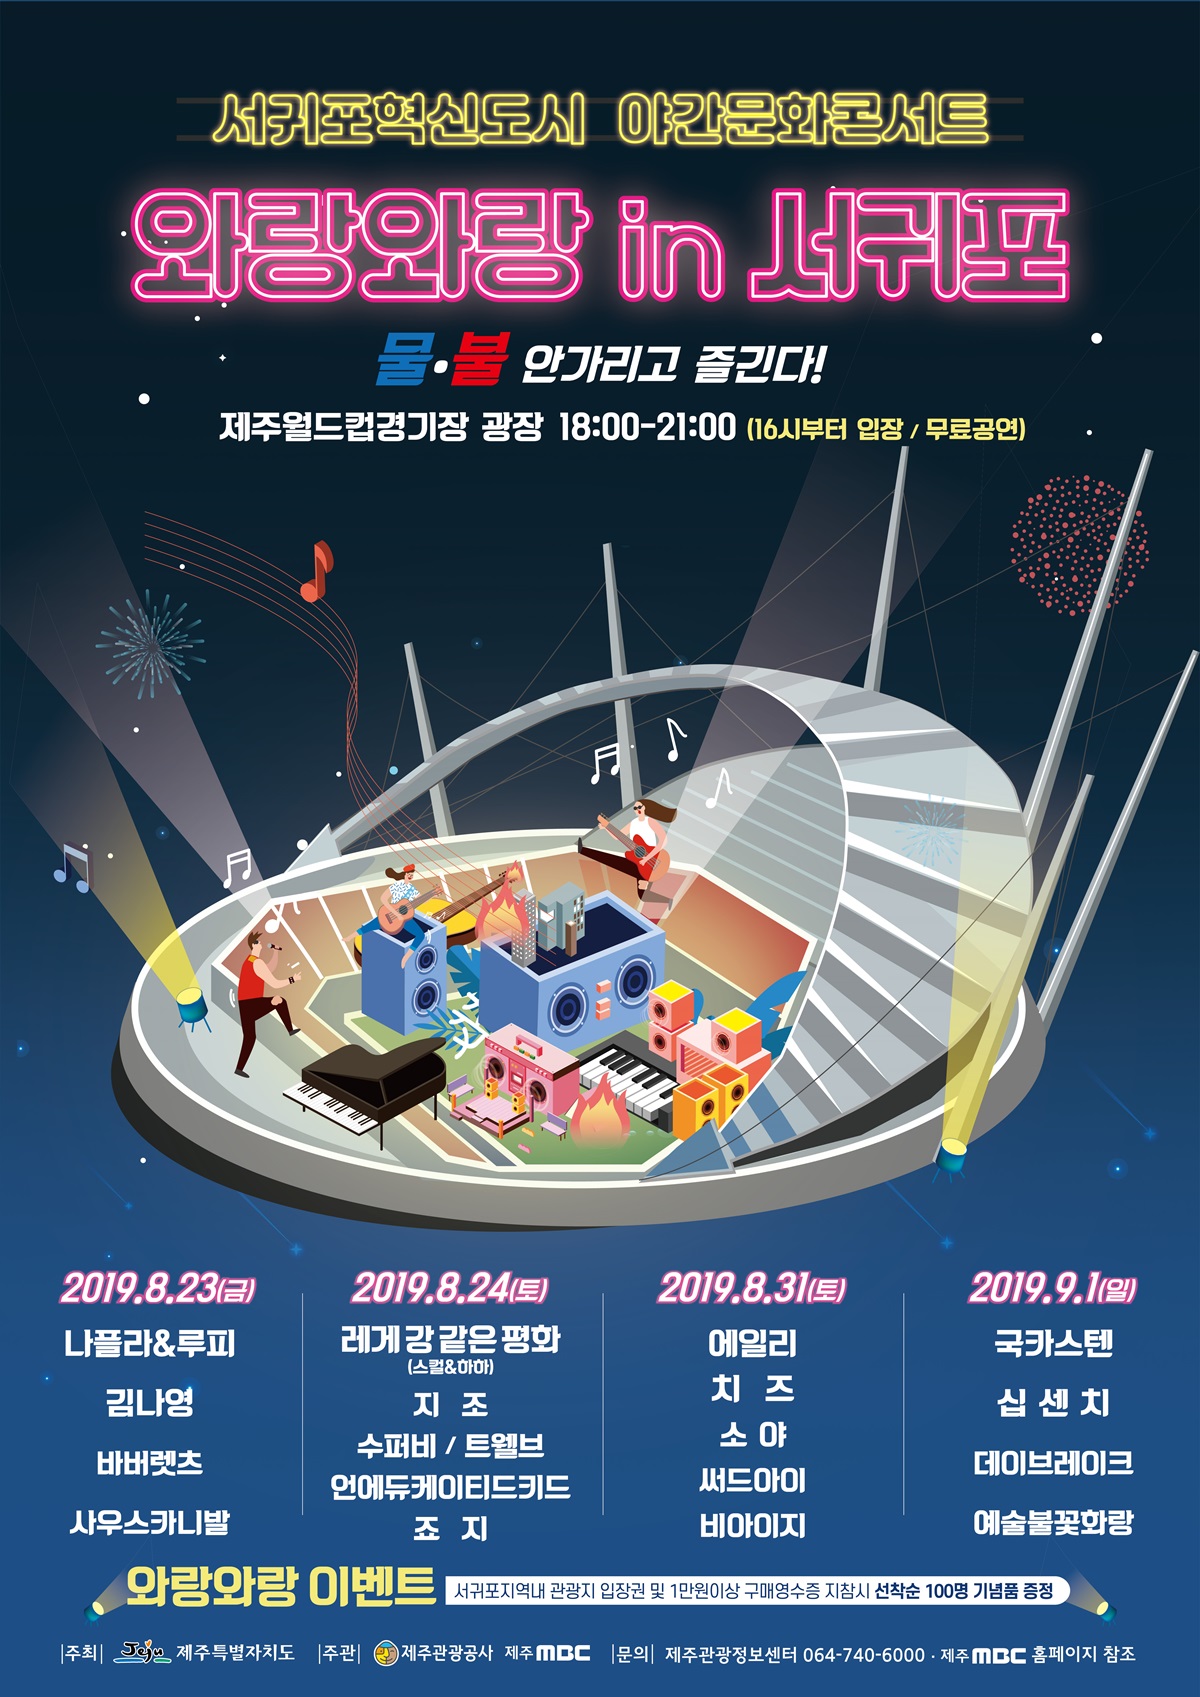 서귀포혁신도시 야간문화콘서트
와랑와랑 in 서귀포
물·불 안가리고 즐긴다!
제주월드컵경기장 광장 18:00-21:00 (16시부터 입장 / 무료공연)
2019.8.23(금)
나플라&루피
김나영
바버렛츠
사우스카니발
2019.8.24(토)
레게 강 같은 평화
(스컬&하하)
지 조
수퍼비 / 트웰브
언에듀케이티드키드
죠 지
2019.8.31(토)
에일리
치 즈
소 야
써드아이
비아이지
2019.9.1(일)
국카스텐
십 센 치
데이브레이크
예술불꽃화랑
와랑와랑 이벤트 서귀포지역내 관광지 입장권 및 1만원이상 구매영수증 지참시 선착순 100명 기념품 증정
|주최| Jeju 제주특별자치도 |주관| 제주관광공사 제주MBC |문의| 제주관광정보센터 064-740-6000 · 제주MBC 홈페이지 참조